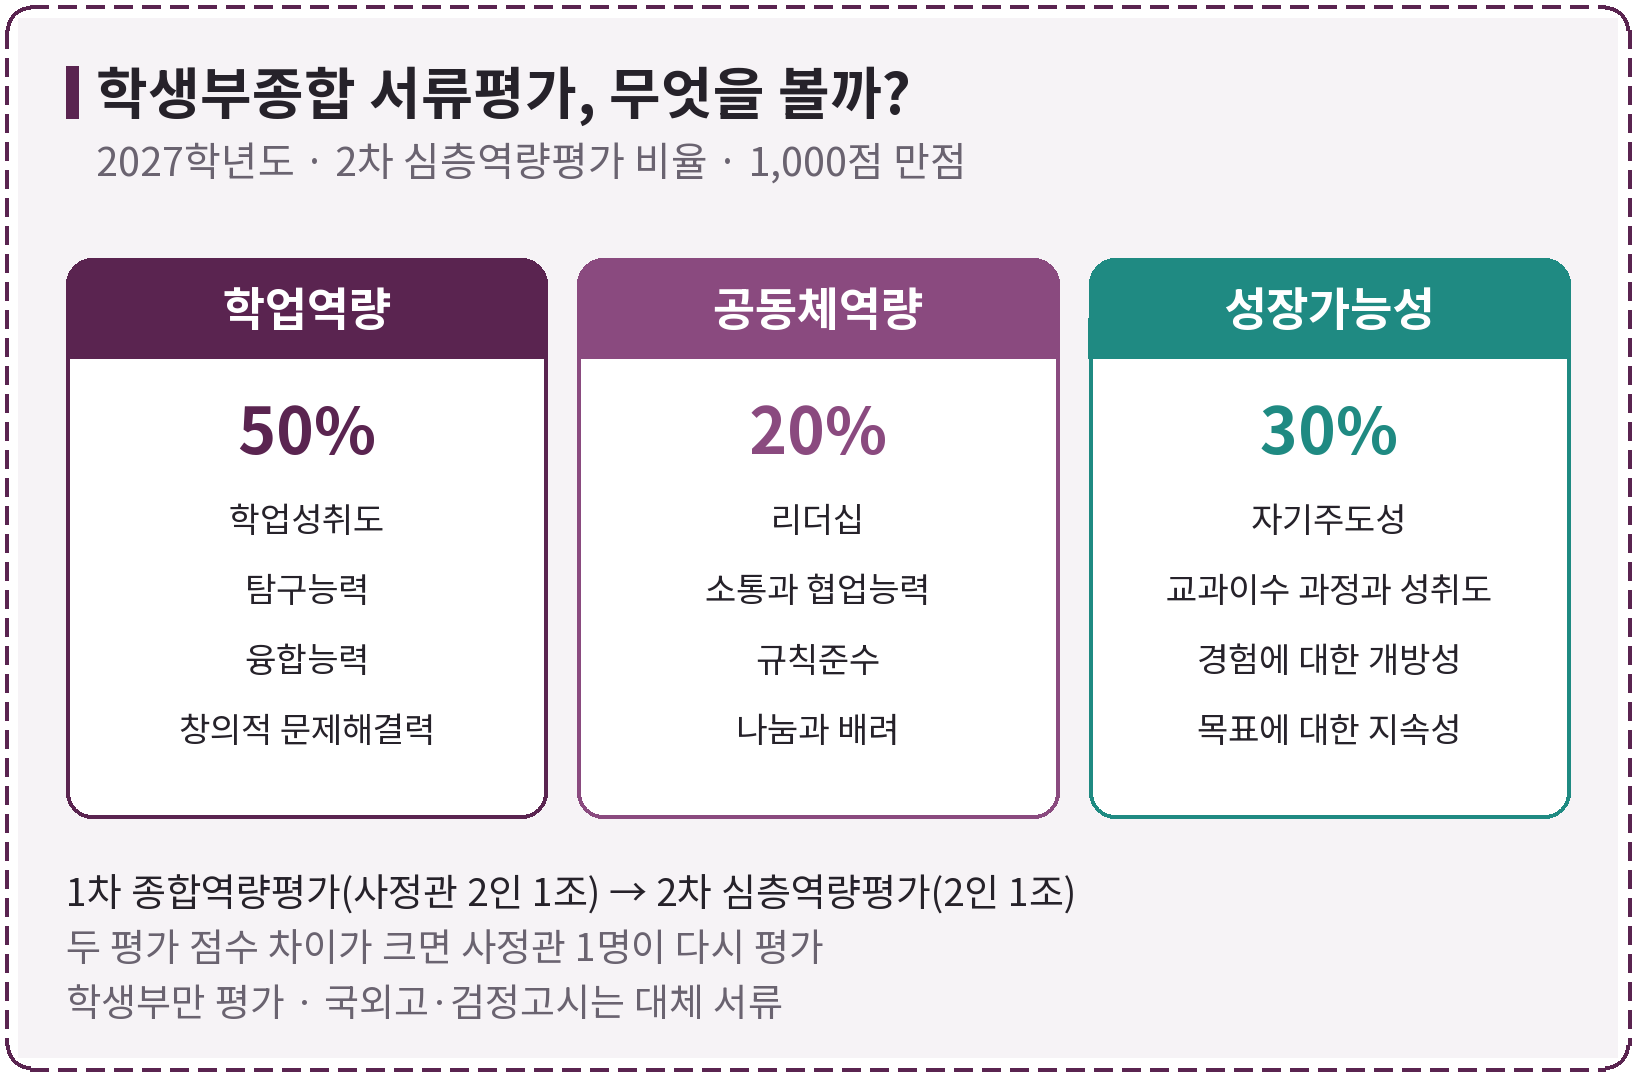 학생부종합 서류평가, 무엇을 볼까?
2027학년도 · 2차 심층역량평가 비율 · 1,000점 만점
학업역량
50%
학업성취도
탐구능력
융합능력
창의적 문제해결력
공동체역량
20%
리더십
소통과 협업능력
규칙준수
나눔과 배려
성장가능성
30%
자기주도성
교과이수 과정과 성취도
경험에 대한 개방성
목표에 대한 지속성
1차 종합역량평가(사정관 2인 1조) → 2차 심층역량평가(2인 1조)
두 평가 점수 차이가 크면 사정관 1명이 다시 평가
학생부만 평가 · 국외고·검정고시는 대체 서류